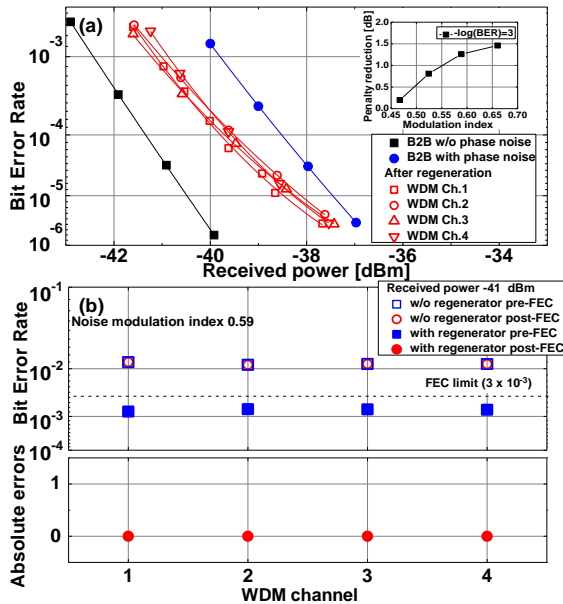 (a)
Bit Error Rate
10-3
10-4
10-5
10-6
-42
-40
-38
-36
-34
Received power [dBm]
Penalty reduction [dB]
2.0
1.5
1.0
0.5
0.0
0.40
0.50
0.60
0.70
Modulation index
-log(BER)=3
B2B w/o phase noise
B2B with phase noise
After regeneration
WDM Ch.1
WDM Ch.2
WDM Ch.3
WDM Ch.4
(b)
Bit Error Rate
10-1
10-2
10-3
10-4
Noise modulation index 0.59
Received power -41 dBm
w/o regenerator pre-FEC
w/o regenerator post-FEC
with regenerator pre-FEC
with regenerator post-FEC
FEC limit (3 x 10-3)
Absolute errors
1
0
1
2
3
4
WDM channel